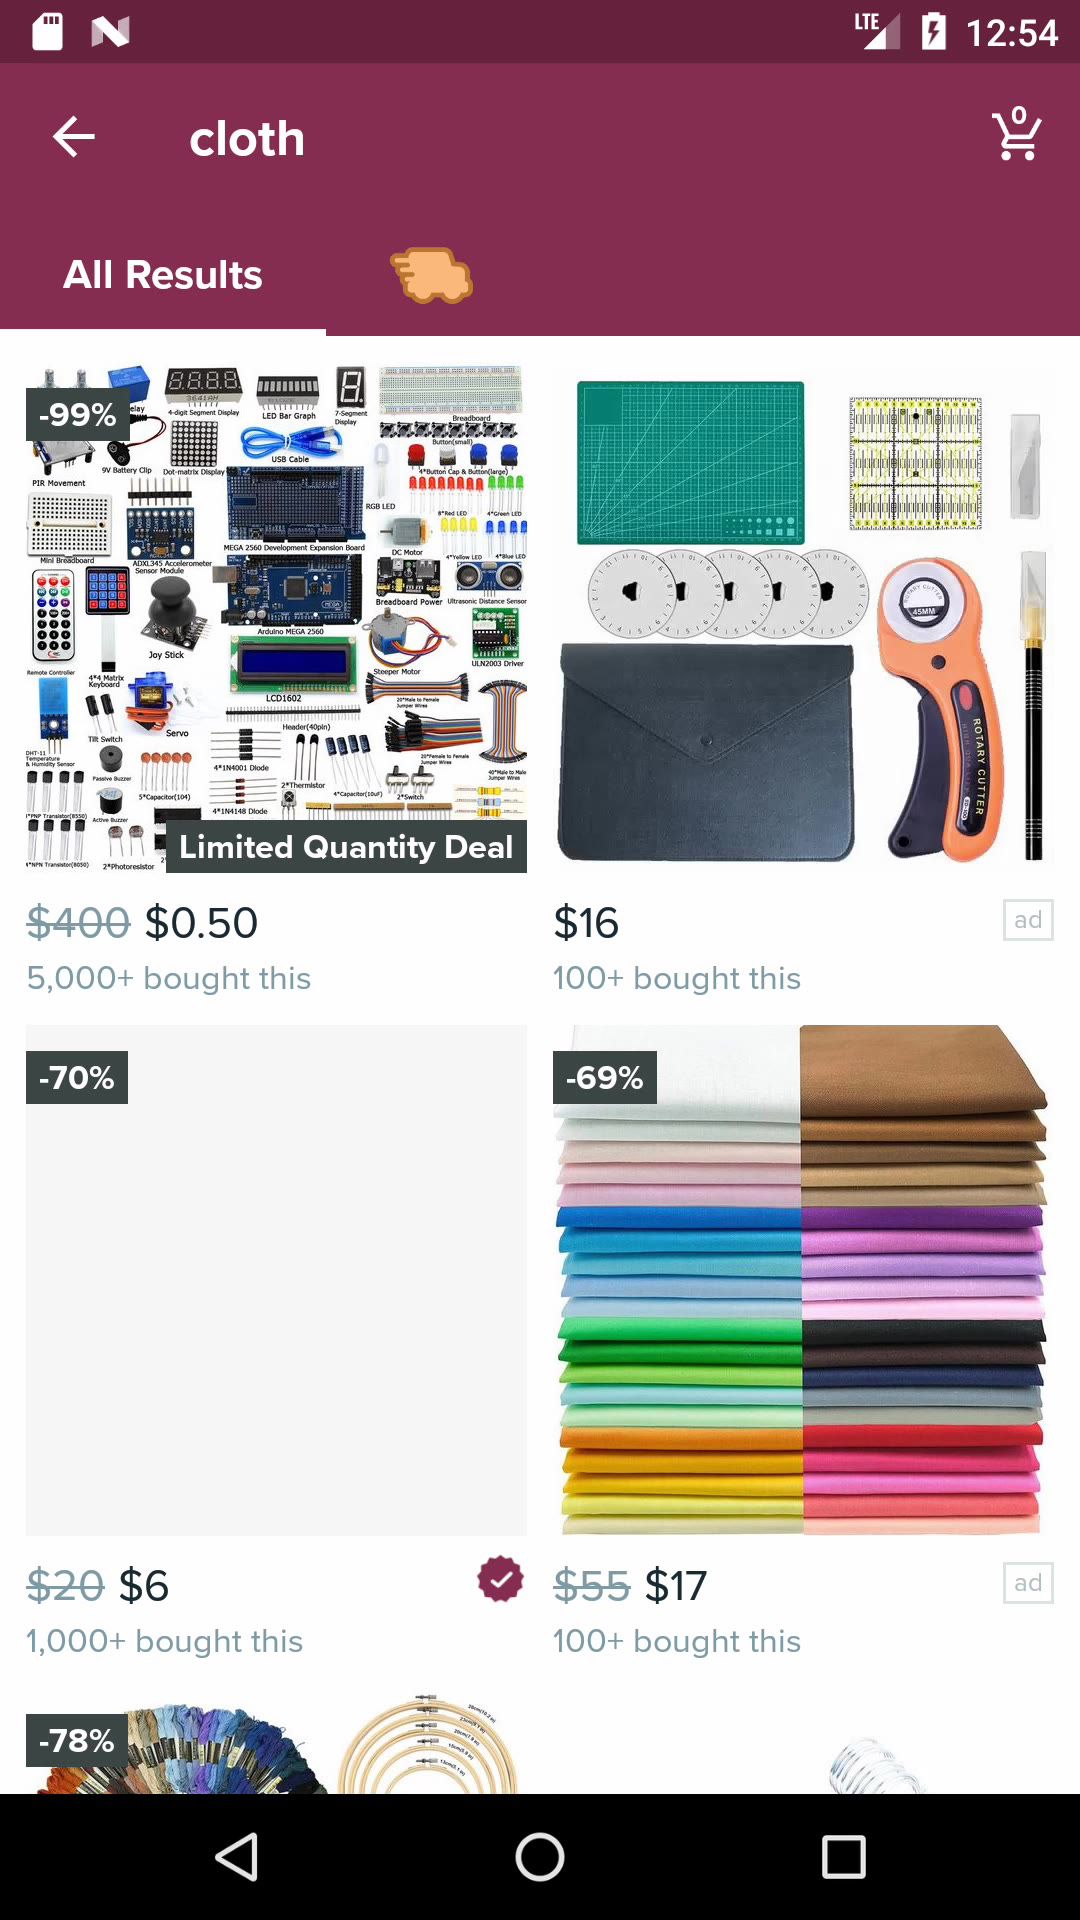 LTE 12:54
cloth
0
All Results
-99%
4-digit Segment Display
LED Bar Graph
7-Segment
Display
Breadboard
Button(small)
9V Battery Clip
Dot-matrix Display
USB Cable
4*Button Cap & Button(large)
PIR Movement
RGB LED
8*Red LED
4*Green LED
MEGA 2560 Development Expansion Board
DC Motor
4*Yellow LED
4*Blue LED
Mini Breadboard
ADXL345 Accelerometer
Sensor Module
Breadboard Power
Ultrasonic Distance Sensor
Arduino MEGA 2560
Joy Stick
Steeper Motor
ULN2003 Driver
Remote Controller
4*4 Matrix
Keyboard
LCD1602
20*Male to Female
Jumper Wires
Servo
Header(40pin)
Tilt Switch
DHT-11
Temperature
& Humidity Sensor
Passive Buzzer
4*1N4001 Diode
20*Female to Female
Jumper Wires
40*Male to Male
Jumper Wires
2*Thermistor
5*Capacitor(104)
4*Capacitor(10uF)
2*Switch
4*1N4148 Diode
Active Buzzer
2*Photoresistor
Limited Quantity Deal
ROTARY CUTTER
45MM
ROTARY CUTTER
$400 $0.50
5,000+ bought this
$16
ad
100+ bought this
-70%
-69%
$20 $6
1,000+ bought this
$55 $17
ad
100+ bought this
-78%